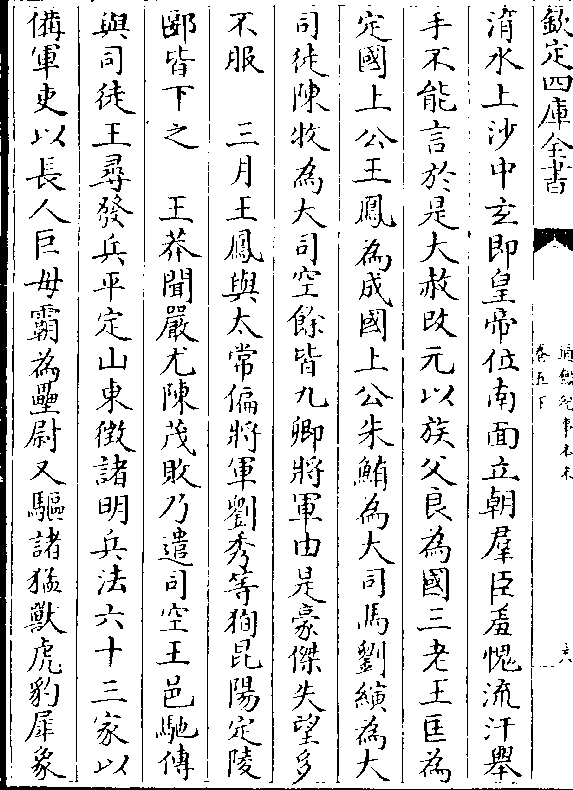 欽定四庫全書
通鑑紀事本末
卷五下
六
淯水上沙中玄即皇帝位南面立朝羣臣羞愧流汗舉
手不能言於是大赦改元以族父良為國三老王匡為
定國上公王鳳為成國上公朱鮪為大司馬劉縯為大
司徒陳牧為大司空餘皆九卿將軍由是豪傑失望多
不服　三月王鳳與太常偏將軍劉秀等狥昆陽定陵
郾皆下之　王莽聞嚴尤陳茂敗乃遣司空王邑馳傳
與司徒王尋發兵平定山東徵諸明兵法六十三家以
備軍吏以長人巨毋霸為壘尉又驅諸猛獸虎豹犀象